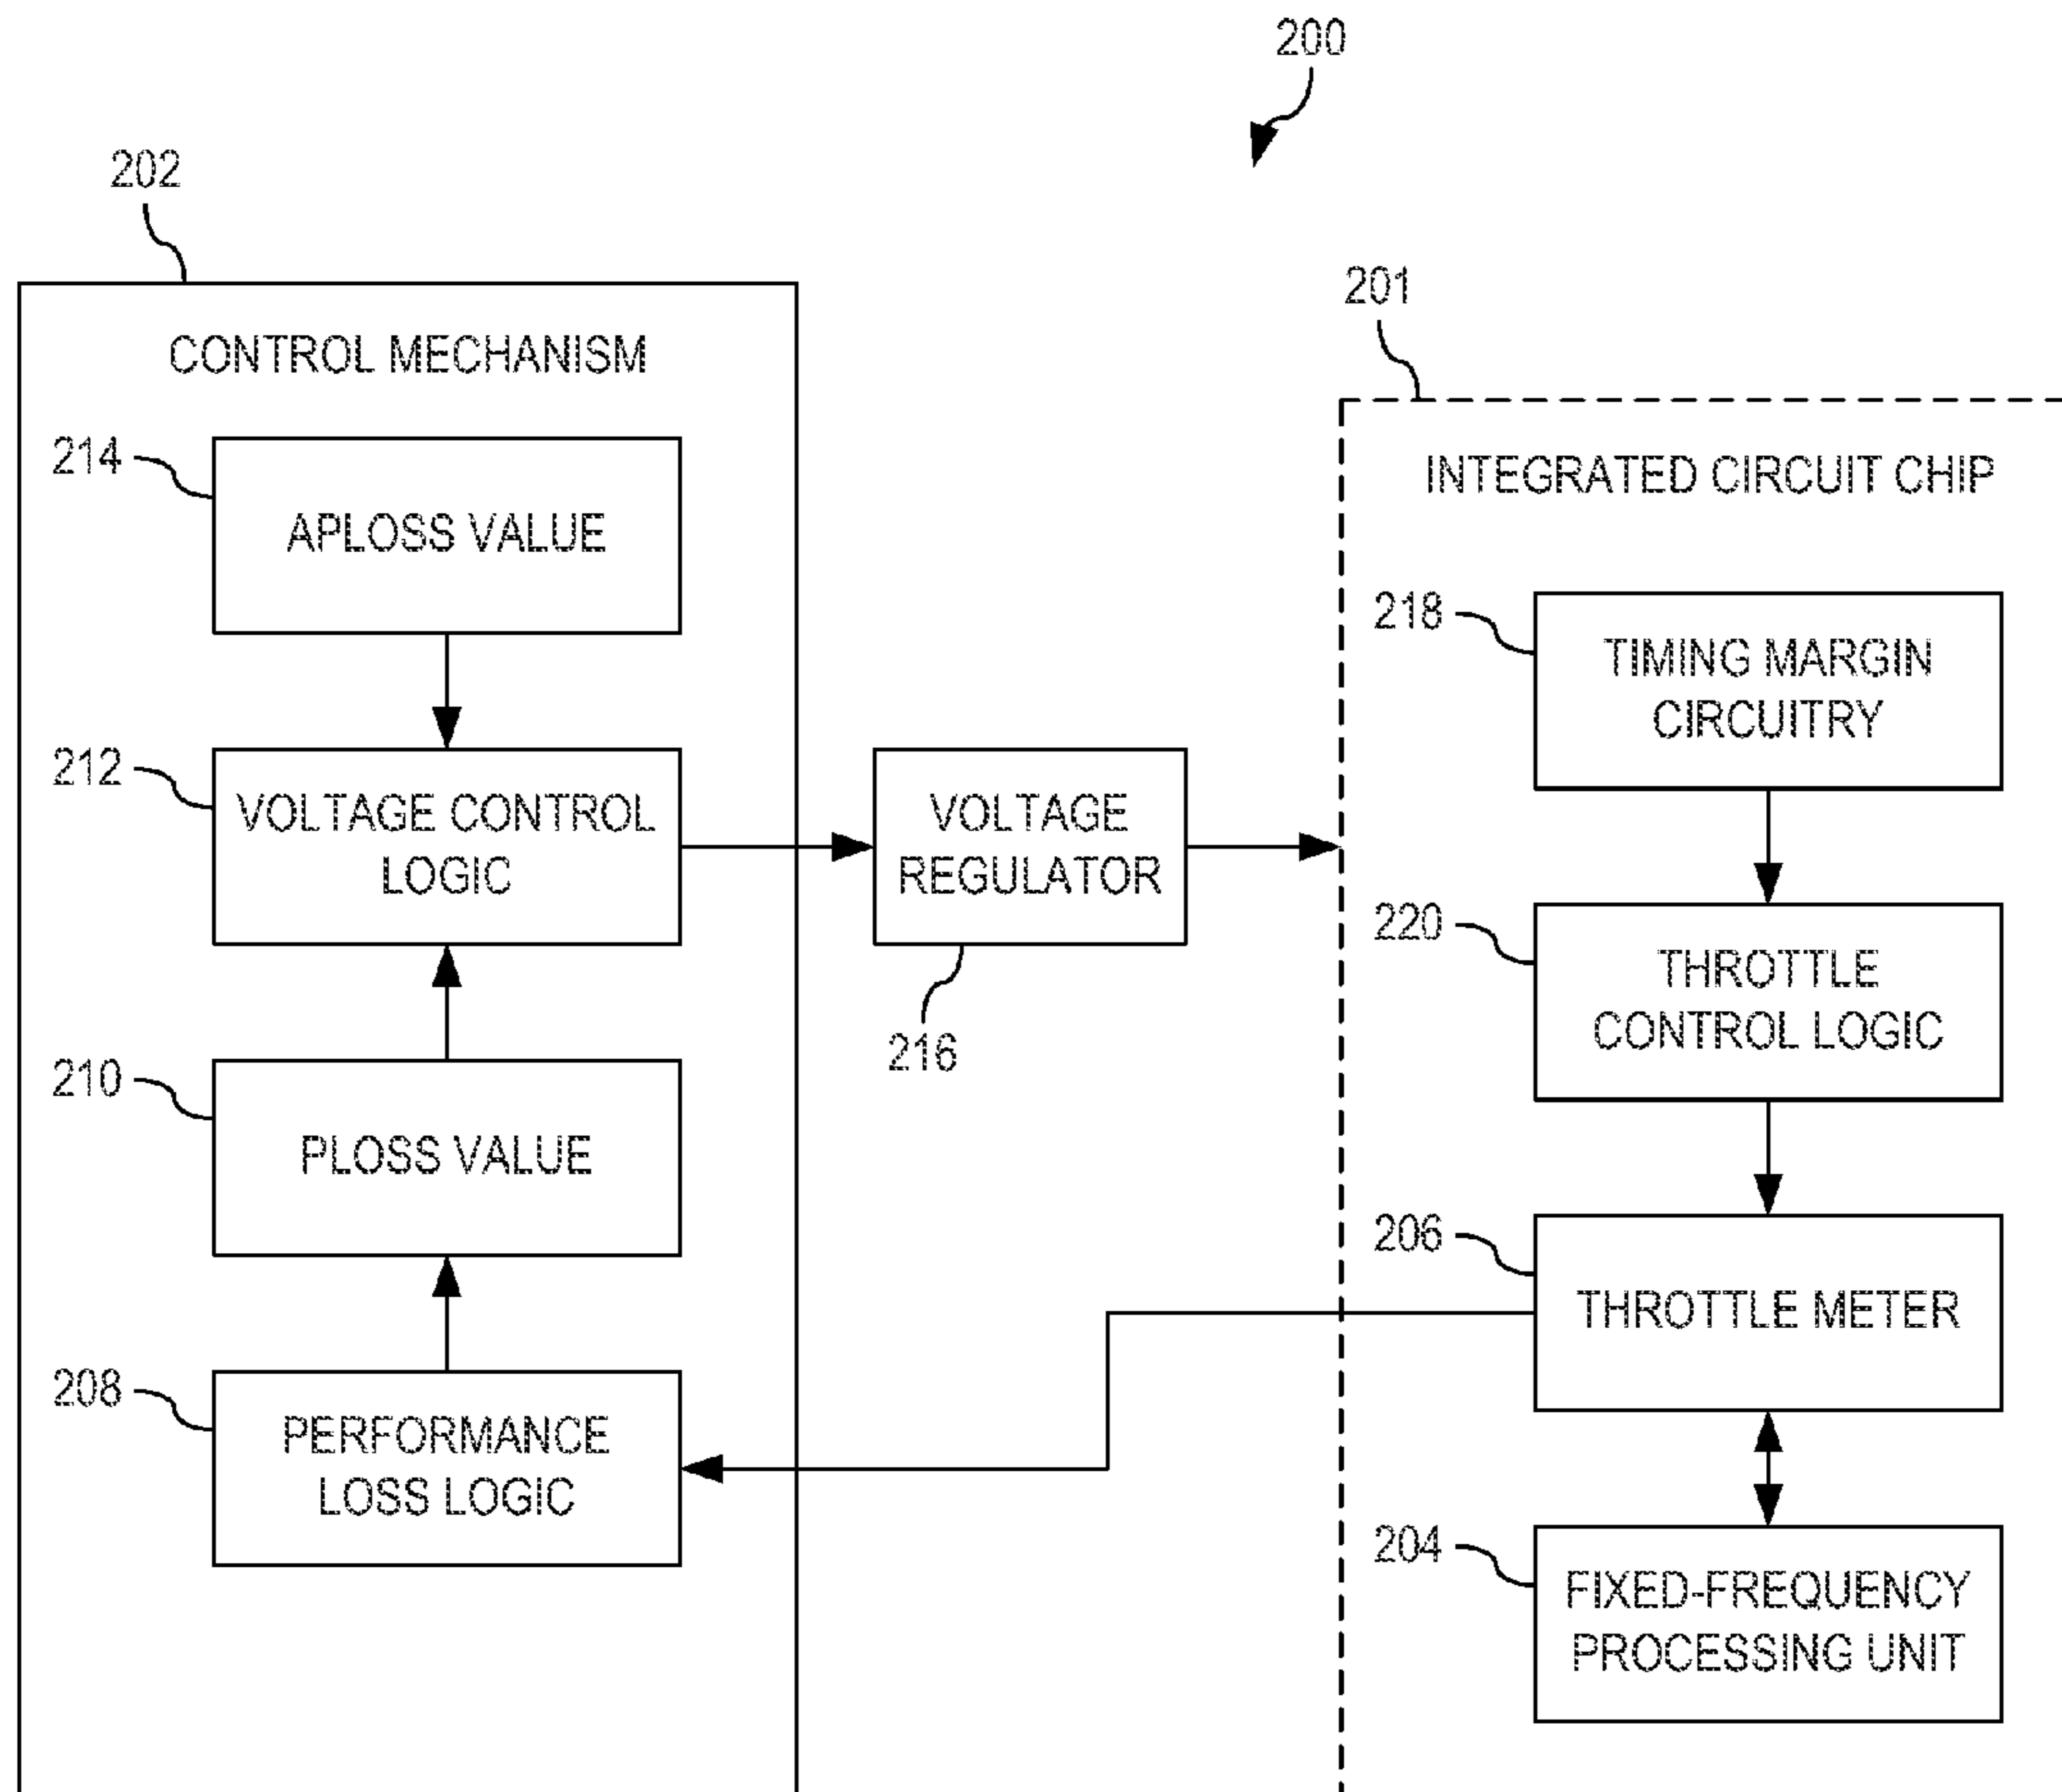 200
202
CONTROL MECHANISM
214
APLOSS VALUE
212
VOLTAGE CONTROL
LOGIC
210
PLOSS VALUE
208
PERFORMANCE
LOSS LOGIC
VOLTAGE
REGULATOR
216
201
INTEGRATED CIRCUIT CHIP
218
TIMING MARGIN
CIRCUITRY
220
THROTTLE
CONTROL LOGIC
206
THROTTLE METER
204
FIXED-FREQUENCY
PROCESSING UNIT